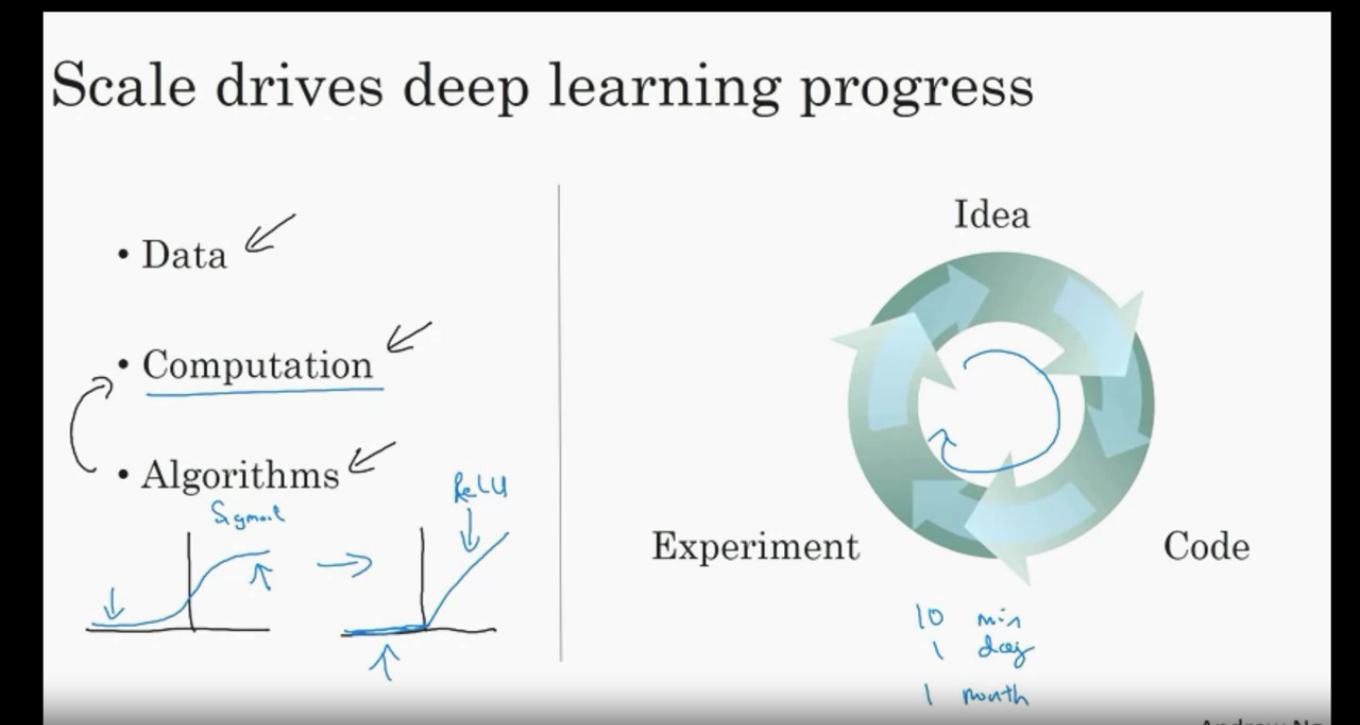 Scale drives deep learning progress
• Data
• Computation
• Algorithms
Sigmoid
ReLU
Idea
Experiment
Code
10 min
1 day
1 month
Andrew Ng